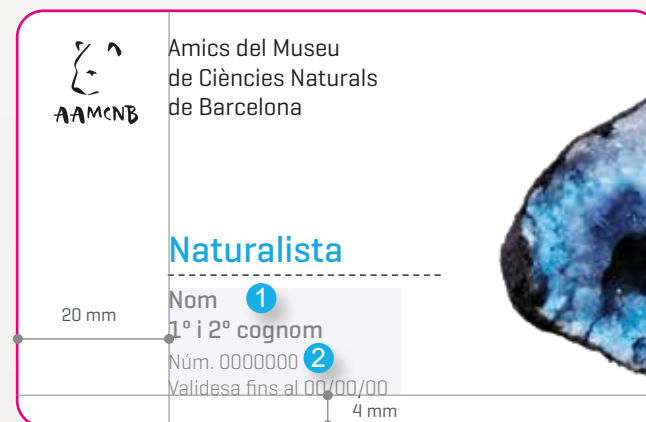 AAMCNB
Amics del Museu
de Ciències Naturals
de Barcelona
Naturalista
Nom 1
1º i 2º cognom
Núm. 0000000 2
Validesa fins al 00/00/00
20 mm
4 mm